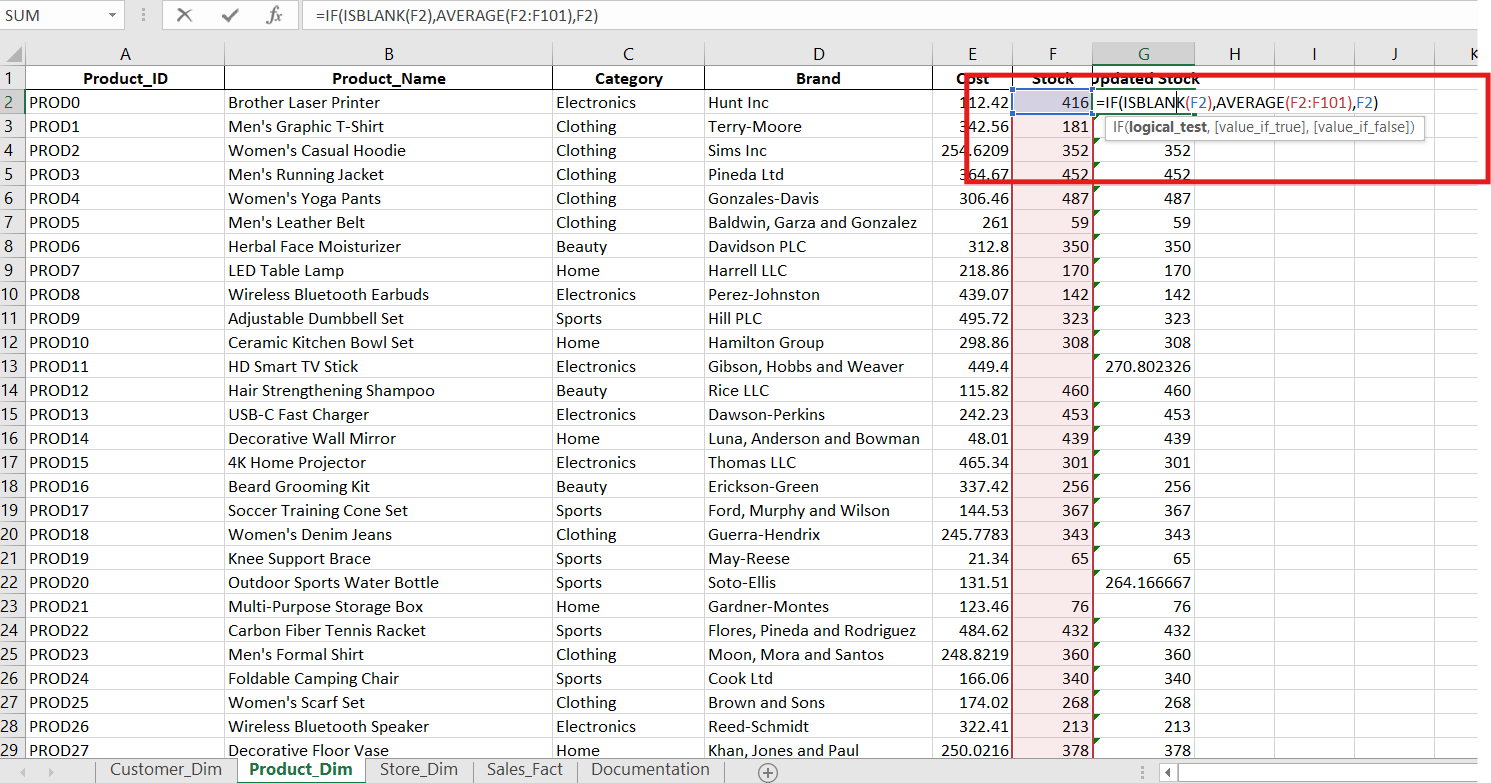 SUM =IF(ISBLANK(F2),AVERAGE(F2:F101),F2)
A B C D E F G H I J K
1 Product_ID Product_Name Category Brand Cost Stock Updated Stock
2 PROD0 Brother Laser Printer Electronics Hunt Inc 112.42 416 =IF(ISBLANK(F2),AVERAGE(F2:F101),F2)
3 PROD1 Men's Graphic T-Shirt Clothing Terry-Moore 342.56 181 IF(logical_test, [value_if_true], [value_if_false])
4 PROD2 Women's Casual Hoodie Clothing Sims Inc 254.6209 352 352
5 PROD3 Men's Running Jacket Clothing Pineda Ltd 364.67 452 452
6 PROD4 Women's Yoga Pants Clothing Gonzales-Davis 306.46 487 487
7 PROD5 Men's Leather Belt Clothing Baldwin, Garza and Gonzalez 261 59 59
8 PROD6 Herbal Face Moisturizer Beauty Davidson PLC 312.8 350 350
9 PROD7 LED Table Lamp Home Harrell LLC 218.86 170 170
10 PROD8 Wireless Bluetooth Earbuds Electronics Perez-Johnston 439.07 142 142
11 PROD9 Adjustable Dumbbell Set Sports Hill PLC 495.72 323 323
12 PROD10 Ceramic Kitchen Bowl Set Home Hamilton Group 298.86 308 308
13 PROD11 HD Smart TV Stick Electronics Gibson, Hobbs and Weaver 449.4 270.802326
14 PROD12 Hair Strengthening Shampoo Beauty Rice LLC 115.82 460 460
15 PROD13 USB-C Fast Charger Electronics Dawson-Perkins 242.23 453 453
16 PROD14 Decorative Wall Mirror Home Luna, Anderson and Bowman 48.01 439 439
17 PROD15 4K Home Projector Electronics Thomas LLC 465.34 301 301
18 PROD16 Beard Grooming Kit Beauty Erickson-Green 337.42 256 256
19 PROD17 Soccer Training Cone Set Sports Ford, Murphy and Wilson 144.53 367 367
20 PROD18 Women's Denim Jeans Clothing Guerra-Hendrix 245.7783 343 343
21 PROD19 Knee Support Brace Sports May-Reese 21.34 65 65
22 PROD20 Outdoor Sports Water Bottle Sports Soto-Ellis 131.51 264.166667
23 PROD21 Multi-Purpose Storage Box Home Gardner-Montes 123.46 76 76
24 PROD22 Carbon Fiber Tennis Racket Sports Flores, Pineda and Rodriguez 484.62 432 432
25 PROD23 Men's Formal Shirt Clothing Moon, Mora and Santos 248.8219 360 360
26 PROD24 Foldable Camping Chair Sports Cook Ltd 166.06 340 340
27 PROD25 Women's Scarf Set Clothing Brown and Sons 174.02 268 268
28 PROD26 Wireless Bluetooth Speaker Electronics Reed-Schmidt 322.41 213 213
29 PROD27 Decorative Floor Vase Home Khan, Jones and Paul 250.0216 378 378
Customer_Dim Product_Dim Store_Dim Sales_Fact Documentation